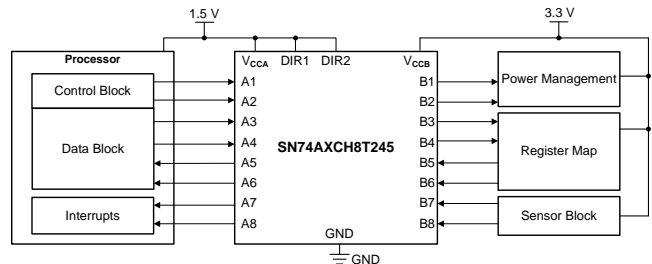 1.5 V
3.3 V
Processor
VCCA DIR1 DIR2 VCCB
Control Block
A1
A2
B1
B2
Power Management
Data Block
A3
A4
A5
A6
SN74AXCH8T245
B3
B4
B5
B6
Register Map
Interrupts
A7
A8
B7
B8
Sensor Block
GND
GND